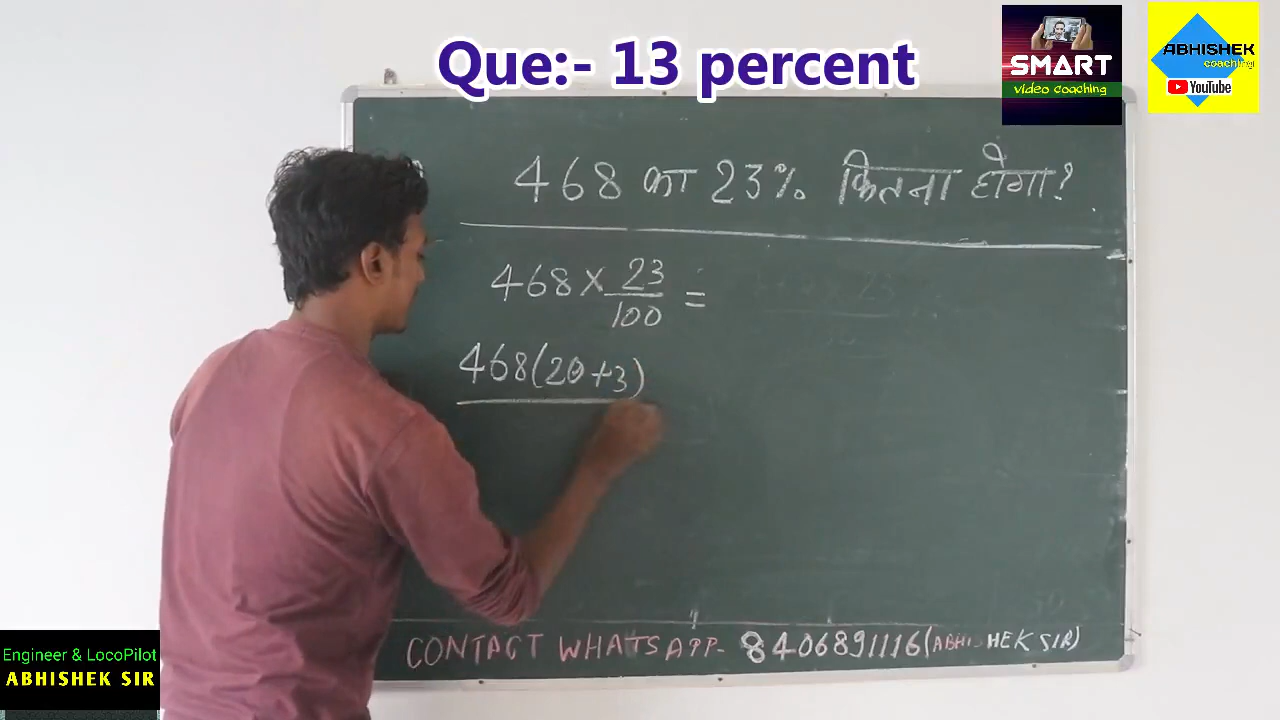 Que:- 13 percent
SMART
video coaching
ABHISHEK
coaching
YouTube
468 का 23% कितना होगा?
468 × 23/100 =
468(20+3)
CONTACT WHATSAPP- 8406891116(ABHISHEK SIR)
Engineer & LocoPilot
ABHISHEK SIR